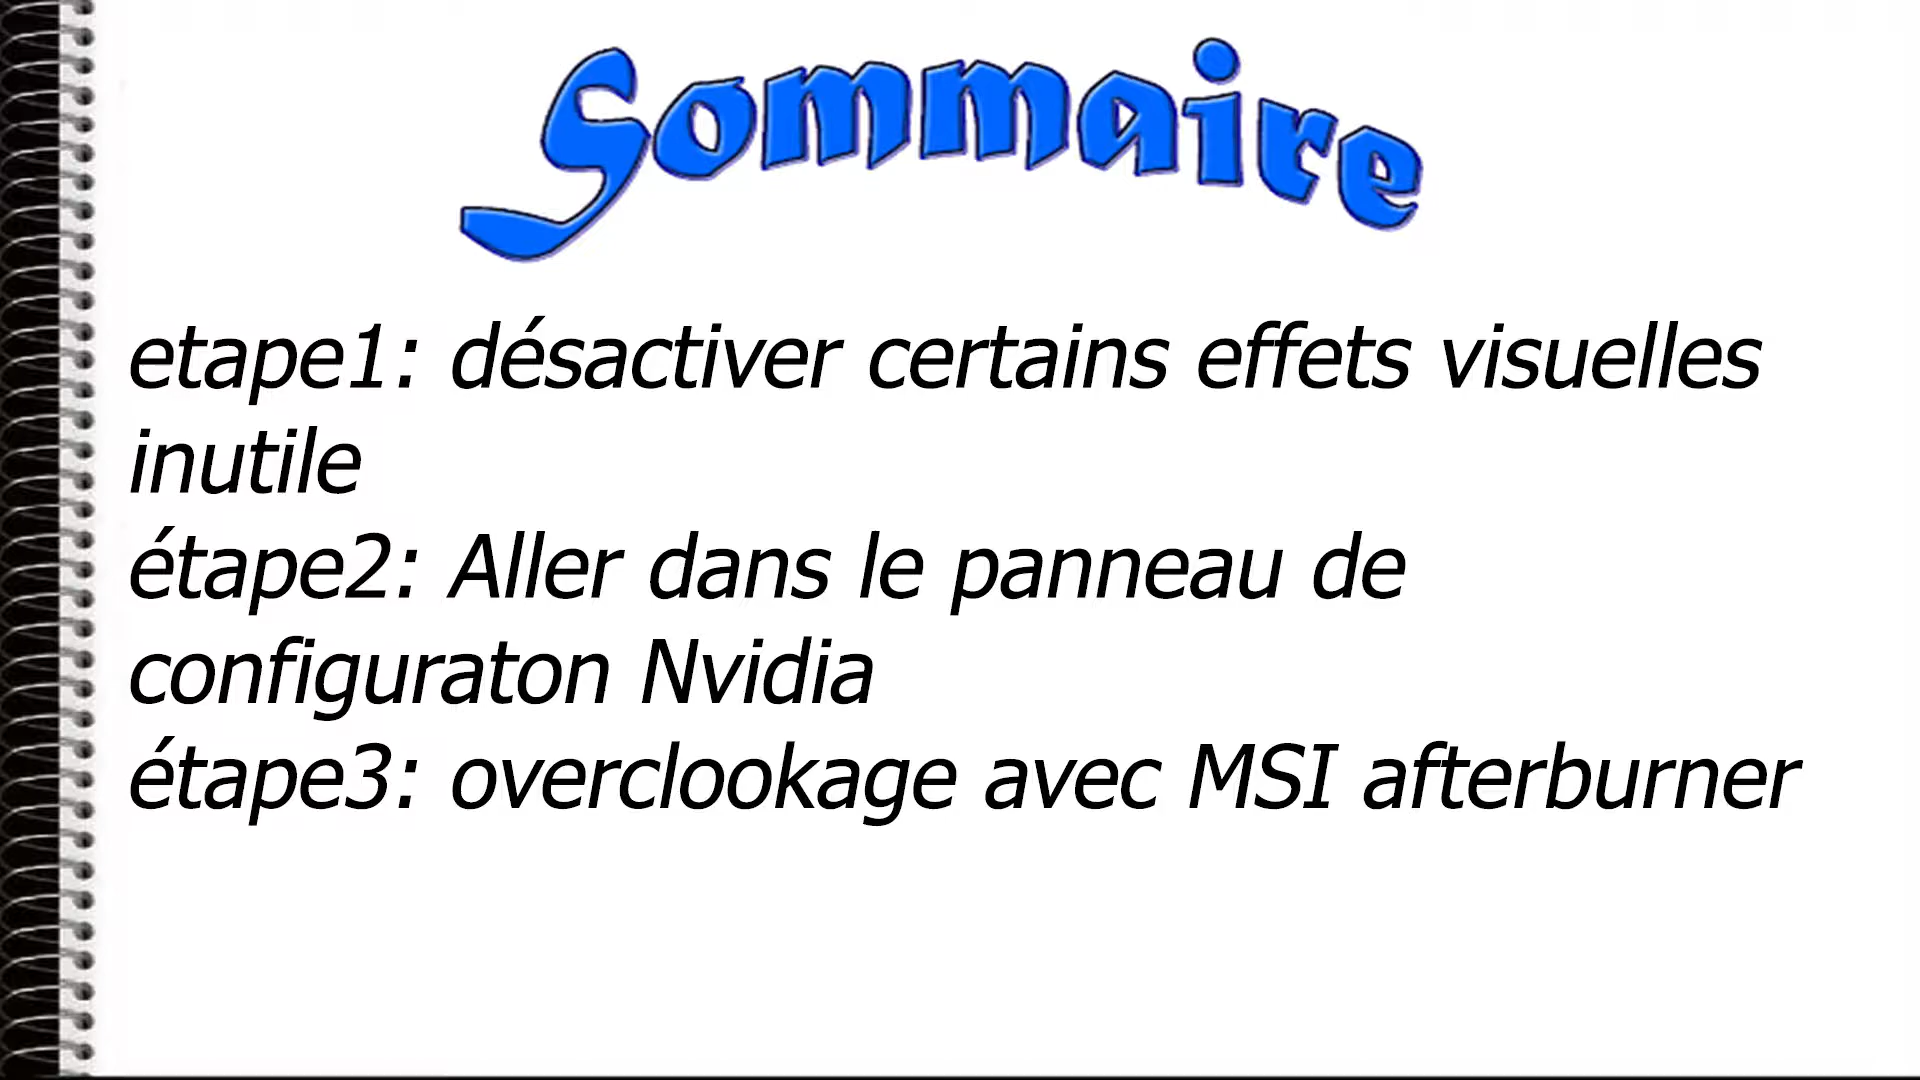 Sommaire
etape1: désactiver certains effets visuelles
inutile
étape2: Aller dans le panneau de
configuraton Nvidia
étape3: overclookage avec MSI afterburner